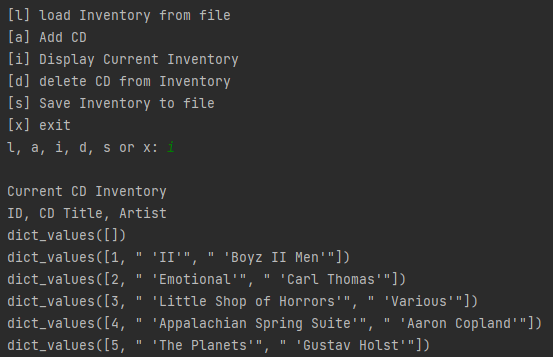 [l] load Inventory from file
[a] Add CD
[i] Display Current Inventory
[d] delete CD from Inventory
[s] Save Inventory to file
[x] exit
l, a, i, d, s or x: i
Current CD Inventory
ID, CD Title, Artist
dict_values([])
dict_values([1, " 'II'", " 'Boyz II Men'"])
dict_values([2, " 'Emotional'", " 'Carl Thomas'"])
dict_values([3, " 'Little Shop of Horrors'", " 'Various'"])
dict_values([4, " 'Appalachian Spring Suite'", " 'Aaron Copland'"])
dict_values([5, " 'The Planets'", " 'Gustav Holst'"])